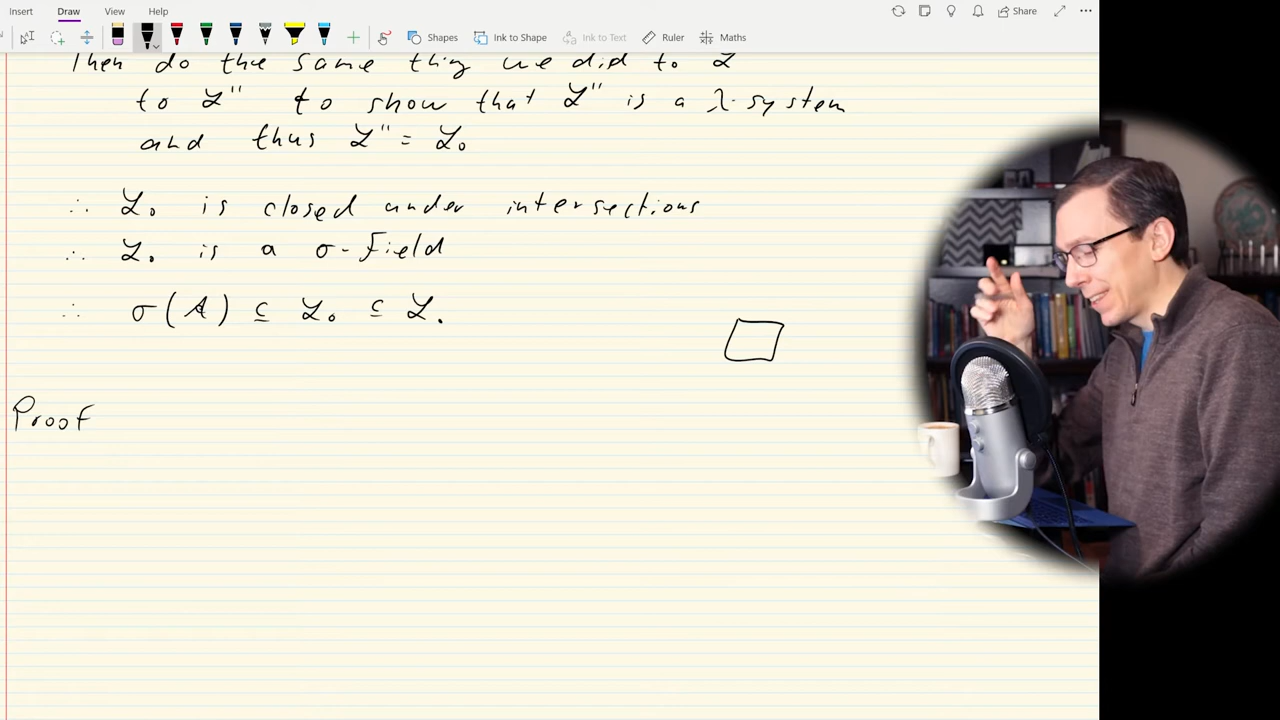 Insert Draw View Help
Share
Shapes Ink to Shape Ink to Text Ruler Maths
Then do the same thing we did to ℒ
to ℒ" to show that ℒ" is a λ-system
and thus ℒ" = ℒ₀
∴ ℒ₀ is closed under intersections
∴ ℒ₀ is a σ-field
∴ σ(A) ⊆ ℒ₀ ⊆ ℒ.
Proof